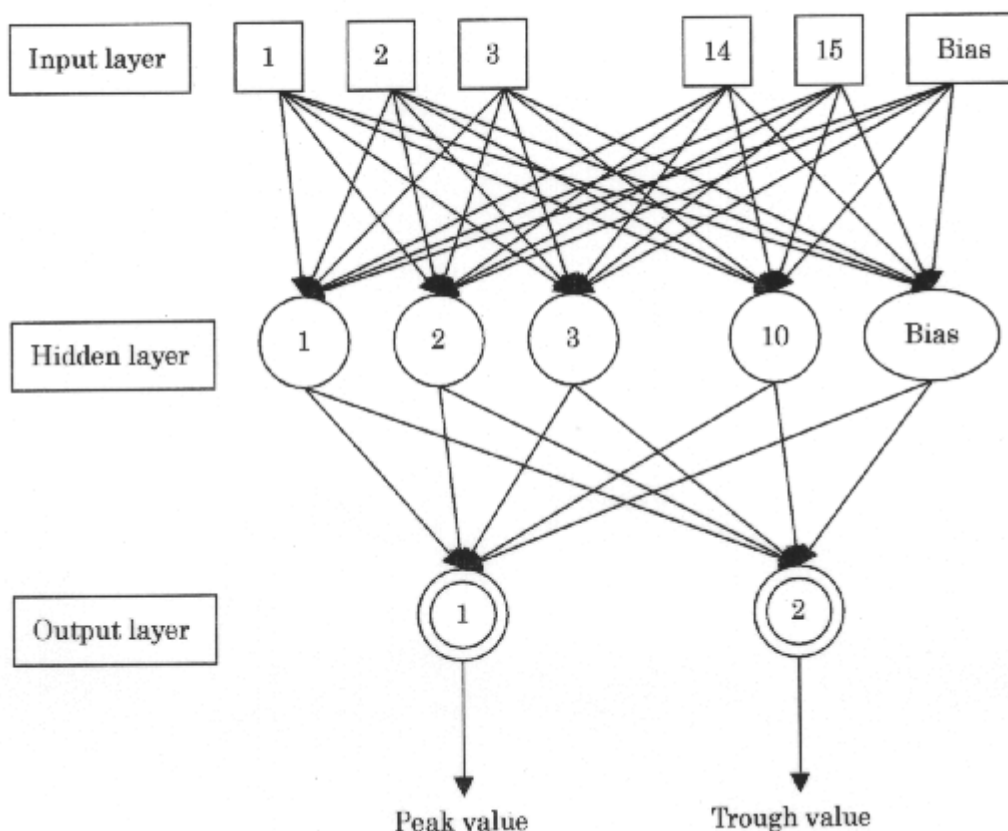 Input layer
1
2
3
14
15
Bias
Hidden layer
1
2
3
10
Bias
Output layer
1
2
Peak value
Trough value